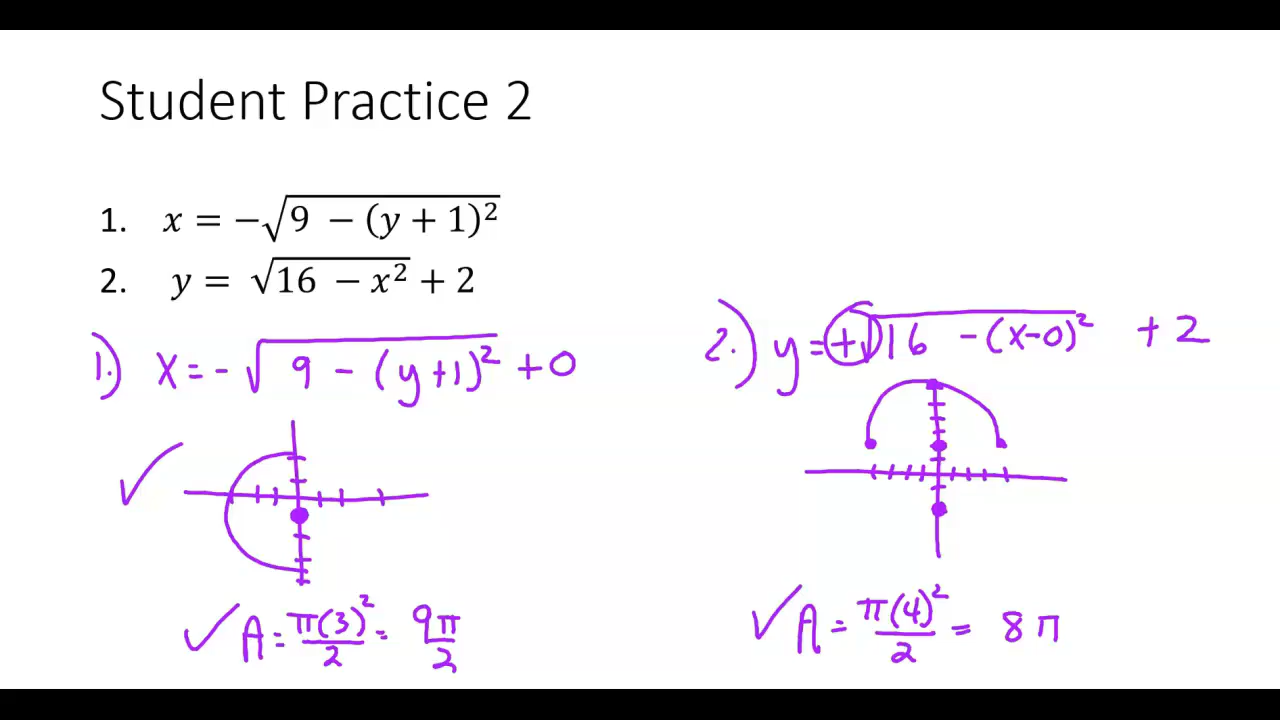 Student Practice 2
1. x = −√9 − (y + 1)²
2. y = √16 − x² + 2
1.) x = - √9 - (y+1)² + 0
2.) y = +√16 - (x-0)² + 2
A = π(3)²/2 = 9π/2
A = π(4)²/2 = 8π